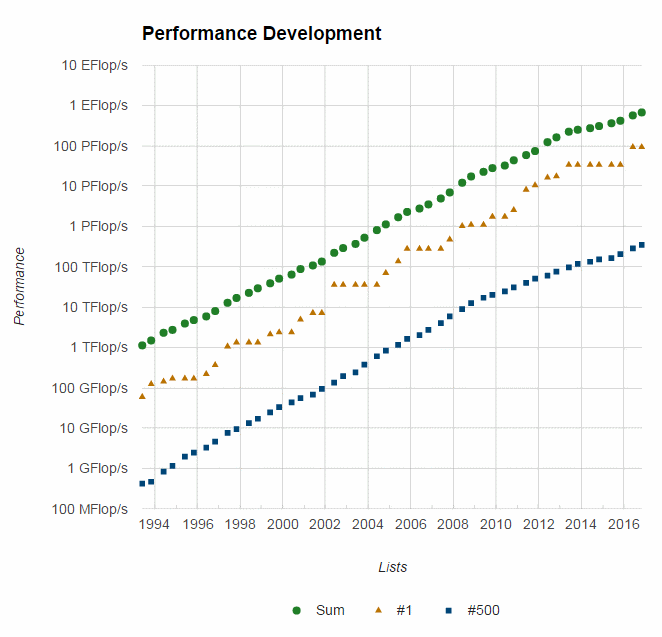 Performance Development
10 EFlop/s
1 EFlop/s
100 PFlop/s
10 PFlop/s
1 PFlop/s
100 TFlop/s
10 TFlop/s
1 TFlop/s
100 GFlop/s
10 GFlop/s
1 GFlop/s
100 MFlop/s
Performance
1994 1996 1998 2000 2002 2004 2006 2008 2010 2012 2014 2016
Lists
Sum #1 #500